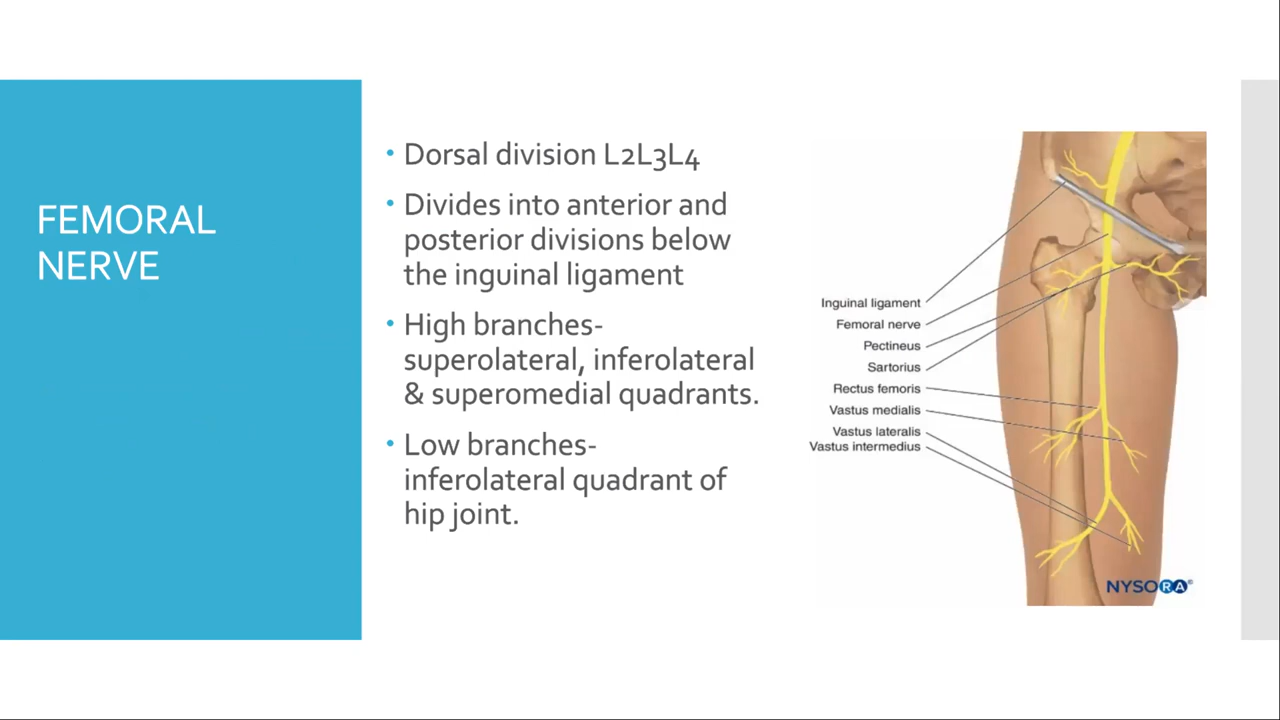 FEMORAL
NERVE
• Dorsal division L2L3L4
• Divides into anterior and
posterior divisions below
the inguinal ligament
• High branches-
superolateral, inferolateral
& superomedial quadrants.
• Low branches-
inferolateral quadrant of
hip joint.
Inguinal ligament
Femoral nerve
Pectineus
Sartorius
Rectus femoris
Vastus medialis
Vastus lateralis
Vastus intermedius
NYSORA®